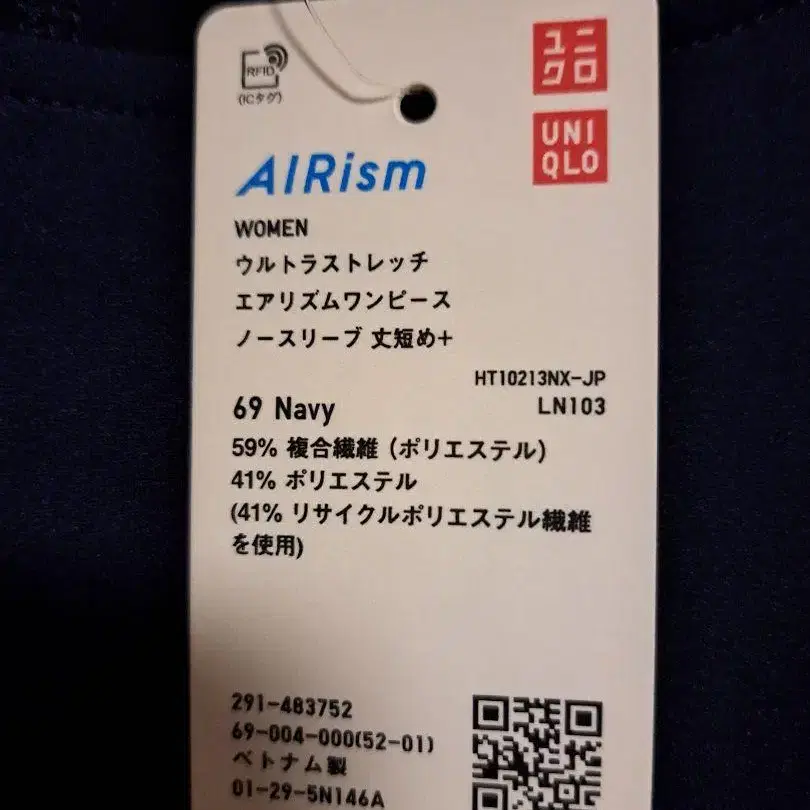 RFID
(ICタグ)
ユニ
クロ
UNI
QLO
AIRism
WOMEN
ウルトラストレッチ
エアリズムワンピース
ノースリーブ 丈短め+
HT10213NX-JP
69 Navy
LN103
59% 複合繊維 (ポリエステル)
41% ポリエステル
(41% リサイクルポリエステル繊維
を使用)
291-483752
69-004-000(52-01)
ベトナム製
01-29-5N146A